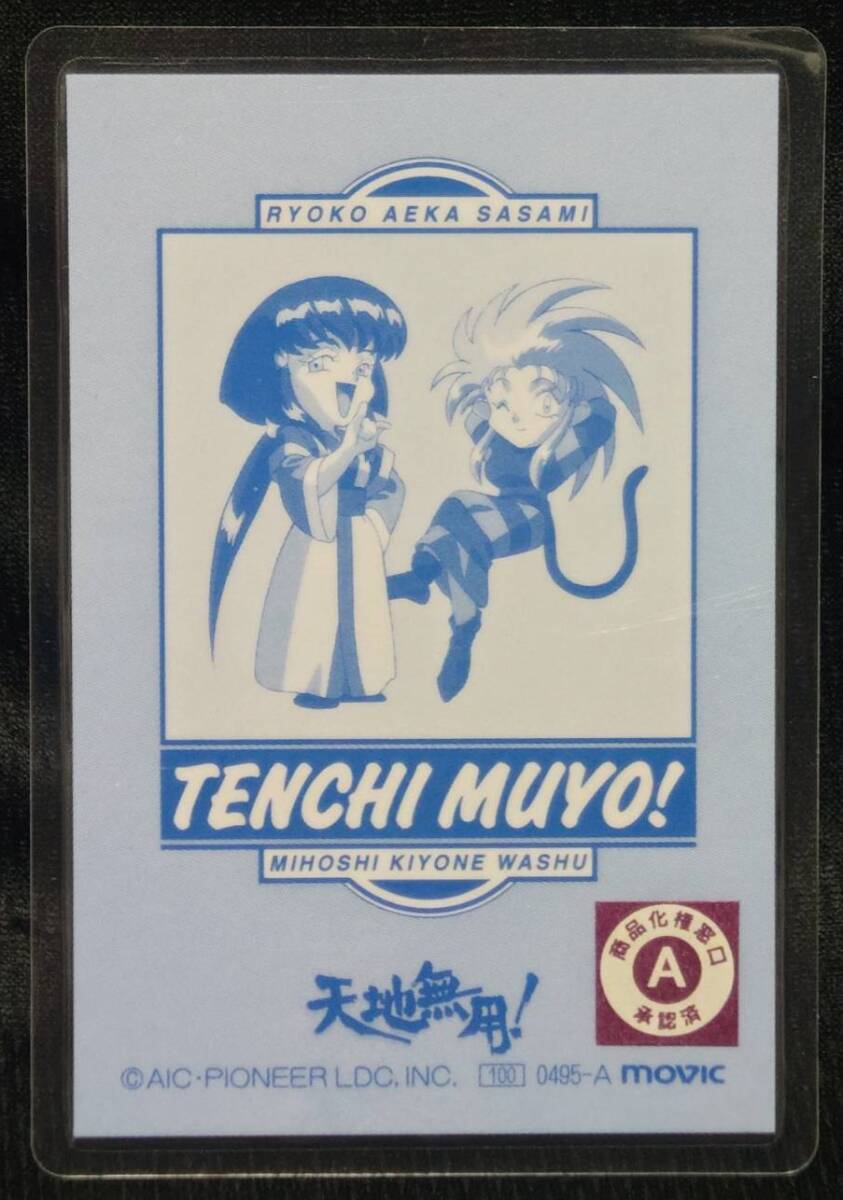 RYOKO AEKA SASAMI
TENCHI MUYO!
MIHOSHI KIYONE WASHU
商品化権窓口
A
承認済
天地無用!
©AIC・PIONEER LDC, INC. 100 0495-A movic